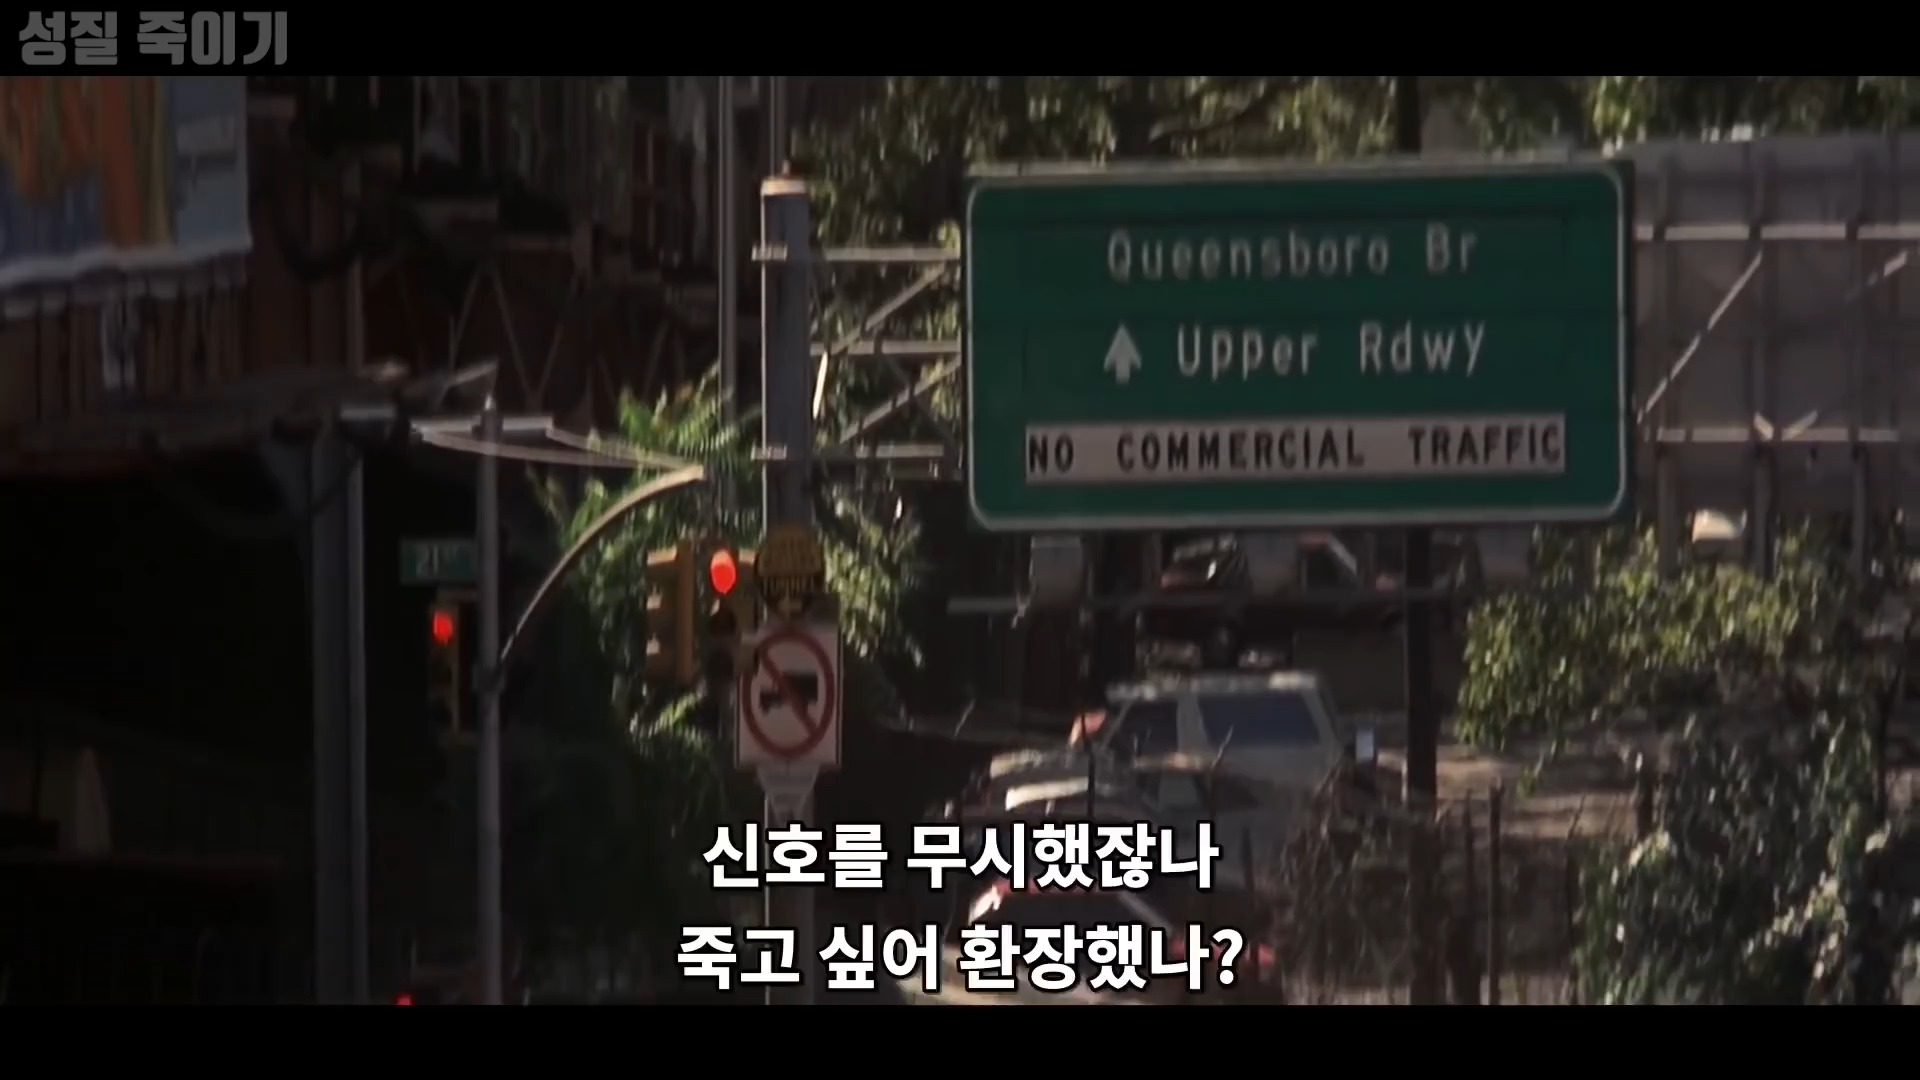 성질 죽이기
Queensboro Br
Upper Rdwy
NO COMMERCIAL TRAFFIC
21ST
신호를 무시했잖나
죽고 싶어 환장했나?